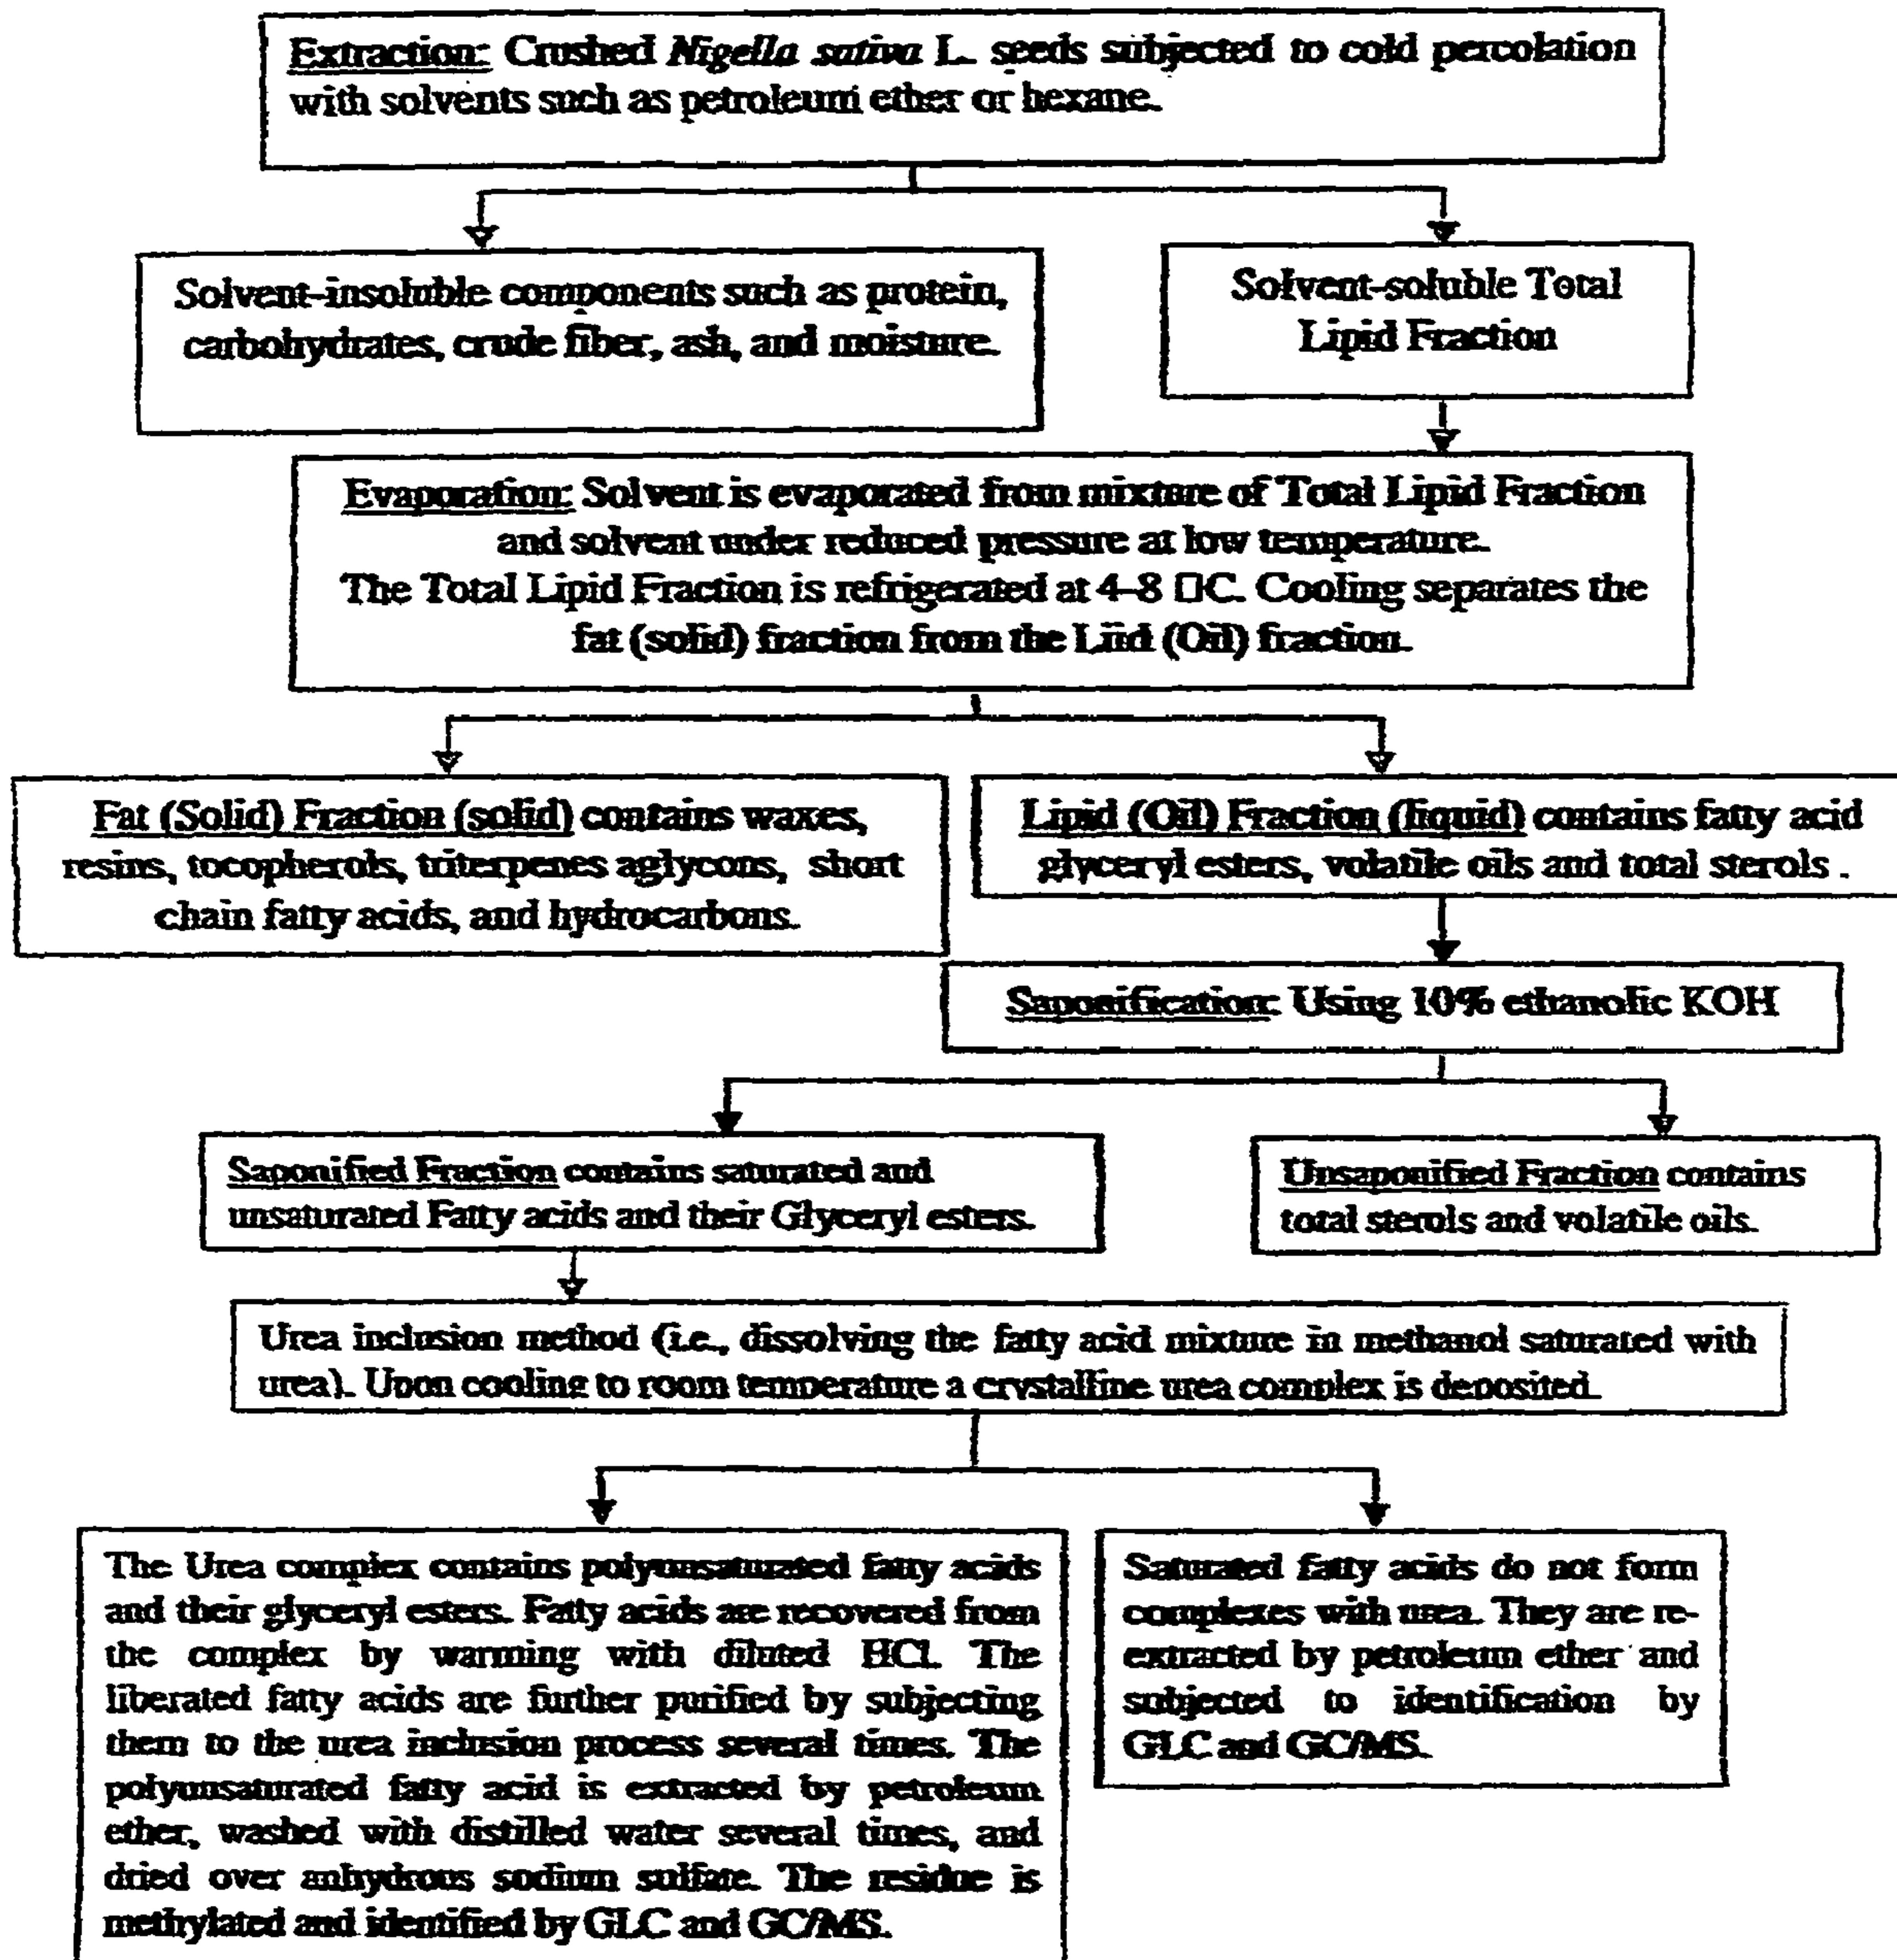 Extraction: Crushed Nigella sativa L. seeds subjected to cold percolation
with solvents such as petroleum ether or hexane.
Solvent-insoluble components such as protein,
carbohydrates, crude fiber, ash, and moisture.
Solvent-soluble Total
Lipid Fraction
Evaporation: Solvent is evaporated from mixture of Total Lipid Fraction
and solvent under reduced pressure at low temperature.
The Total Lipid Fraction is refrigerated at 4–8 □C. Cooling separates the
fat (solid) fraction from the Liid (Oil) fraction.
Fat (Solid) Fraction (solid) contains waxes,
resins, tocopherols, triterpenes aglycons, short
chain fatty acids, and hydrocarbons.
Lipid (Oil) Fraction (liquid) contains fatty acid
glyceryl esters, volatile oils and total sterols .
Saponification: Using 10% ethanolic KOH
Saponified Fraction contains saturated and
unsaturated Fatty acids and their Glyceryl esters.
Unsaponified Fraction contains
total sterols and volatile oils.
Urea inclusion method (i.e., dissolving the fatty acid mixture in methanol saturated with
urea). Upon cooling to room temperature a crystalline urea complex is deposited.
The Urea complex contains polyunsaturated fatty acids
and their glyceryl esters. Fatty acids are recovered from
the complex by warming with diluted HCl. The
liberated fatty acids are further purified by subjecting
them to the urea inclusion process several times. The
polyunsaturated fatty acid is extracted by petroleum
ether, washed with distilled water several times, and
dried over anhydrous sodium sulfate. The residue is
methylated and identified by GLC and GC/MS.
Saturated fatty acids do not form
complexes with urea. They are re-
extracted by petroleum ether and
subjected to identification by
GLC and GC/MS.